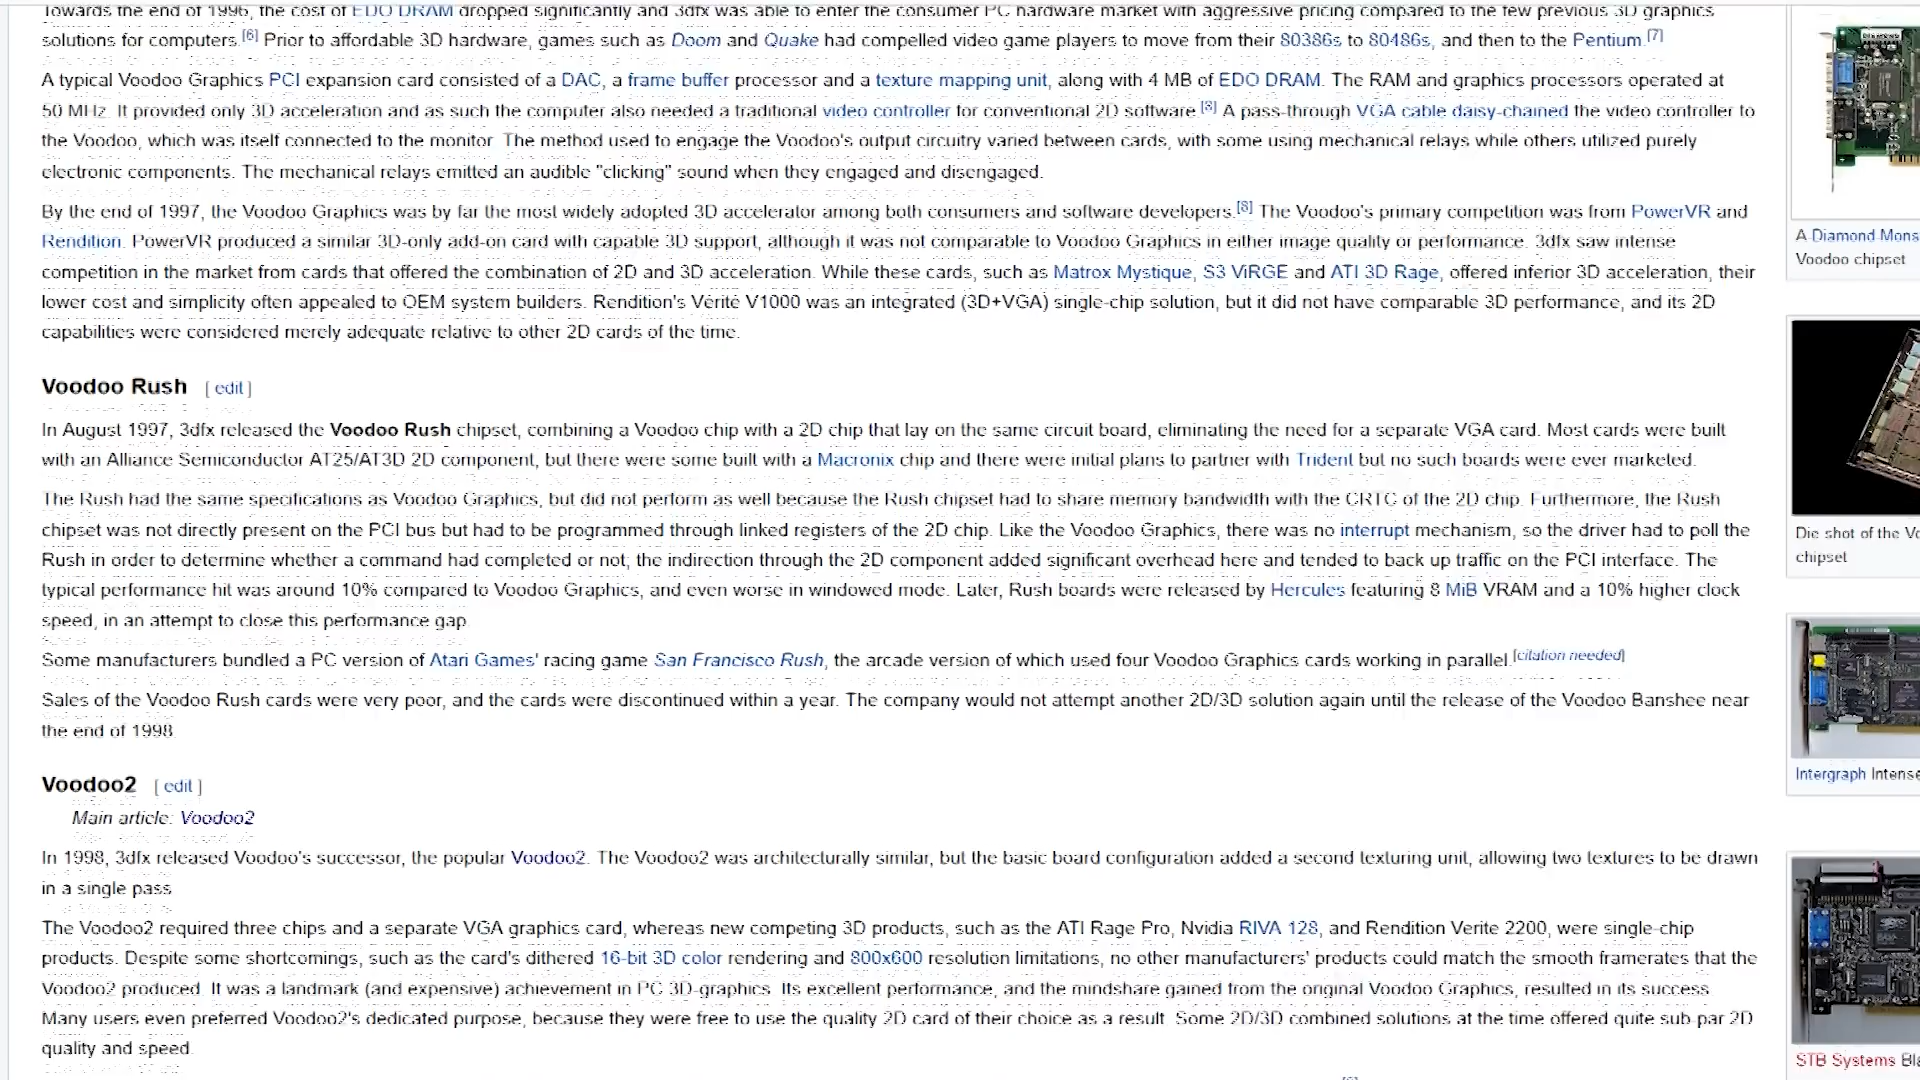 Towards the end of 1996, the cost of EDO DRAM dropped significantly and 3dfx was able to enter the consumer PC hardware market with aggressive pricing compared to the few previous 3D graphics
solutions for computers.[6] Prior to affordable 3D hardware, games such as Doom and Quake had compelled video game players to move from their 80386s to 80486s, and then to the Pentium.[7]
A typical Voodoo Graphics PCI expansion card consisted of a DAC, a frame buffer processor and a texture mapping unit, along with 4 MB of EDO DRAM. The RAM and graphics processors operated at
50 MHz. It provided only 3D acceleration and as such the computer also needed a traditional video controller for conventional 2D software.[8] A pass-through VGA cable daisy-chained the video controller to
the Voodoo, which was itself connected to the monitor. The method used to engage the Voodoo's output circuitry varied between cards, with some using mechanical relays while others utilized purely
electronic components. The mechanical relays emitted an audible "clicking" sound when they engaged and disengaged.
By the end of 1997, the Voodoo Graphics was by far the most widely adopted 3D accelerator among both consumers and software developers.[8] The Voodoo's primary competition was from PowerVR and
Rendition. PowerVR produced a similar 3D-only add-on card with capable 3D support, although it was not comparable to Voodoo Graphics in either image quality or performance. 3dfx saw intense
competition in the market from cards that offered the combination of 2D and 3D acceleration. While these cards, such as Matrox Mystique, S3 ViRGE and ATI 3D Rage, offered inferior 3D acceleration, their
lower cost and simplicity often appealed to OEM system builders. Rendition's Vérité V1000 was an integrated (3D+VGA) single-chip solution, but it did not have comparable 3D performance, and its 2D
capabilities were considered merely adequate relative to other 2D cards of the time.
Voodoo Rush [ edit ]
In August 1997, 3dfx released the Voodoo Rush chipset, combining a Voodoo chip with a 2D chip that lay on the same circuit board, eliminating the need for a separate VGA card. Most cards were built
with an Alliance Semiconductor AT25/AT3D 2D component, but there were some built with a Macronix chip and there were initial plans to partner with Trident but no such boards were ever marketed.
The Rush had the same specifications as Voodoo Graphics, but did not perform as well because the Rush chipset had to share memory bandwidth with the CRTC of the 2D chip. Furthermore, the Rush
chipset was not directly present on the PCI bus but had to be programmed through linked registers of the 2D chip. Like the Voodoo Graphics, there was no interrupt mechanism, so the driver had to poll the
Rush in order to determine whether a command had completed or not; the indirection through the 2D component added significant overhead here and tended to back up traffic on the PCI interface. The
typical performance hit was around 10% compared to Voodoo Graphics, and even worse in windowed mode. Later, Rush boards were released by Hercules featuring 8 MiB VRAM and a 10% higher clock
speed, in an attempt to close this performance gap.
Some manufacturers bundled a PC version of Atari Games' racing game San Francisco Rush, the arcade version of which used four Voodoo Graphics cards working in parallel.[citation needed]
Sales of the Voodoo Rush cards were very poor, and the cards were discontinued within a year. The company would not attempt another 2D/3D solution again until the release of the Voodoo Banshee near
the end of 1998.
Voodoo2 [ edit ]
Main article: Voodoo2
In 1998, 3dfx released Voodoo's successor, the popular Voodoo2. The Voodoo2 was architecturally similar, but the basic board configuration added a second texturing unit, allowing two textures to be drawn
in a single pass.
The Voodoo2 required three chips and a separate VGA graphics card, whereas new competing 3D products, such as the ATI Rage Pro, Nvidia RIVA 128, and Rendition Verite 2200, were single-chip
products. Despite some shortcomings, such as the card's dithered 16-bit 3D color rendering and 800x600 resolution limitations, no other manufacturers' products could match the smooth framerates that the
Voodoo2 produced. It was a landmark (and expensive) achievement in PC 3D-graphics. Its excellent performance, and the mindshare gained from the original Voodoo Graphics, resulted in its success.
Many users even preferred Voodoo2's dedicated purpose, because they were free to use the quality 2D card of their choice as a result. Some 2D/3D combined solutions at the time offered quite sub-par 2D
quality and speed.
A Diamond Mons
Voodoo chipset
Die shot of the Vo
chipset
Intergraph Intense
STB Systems Bla